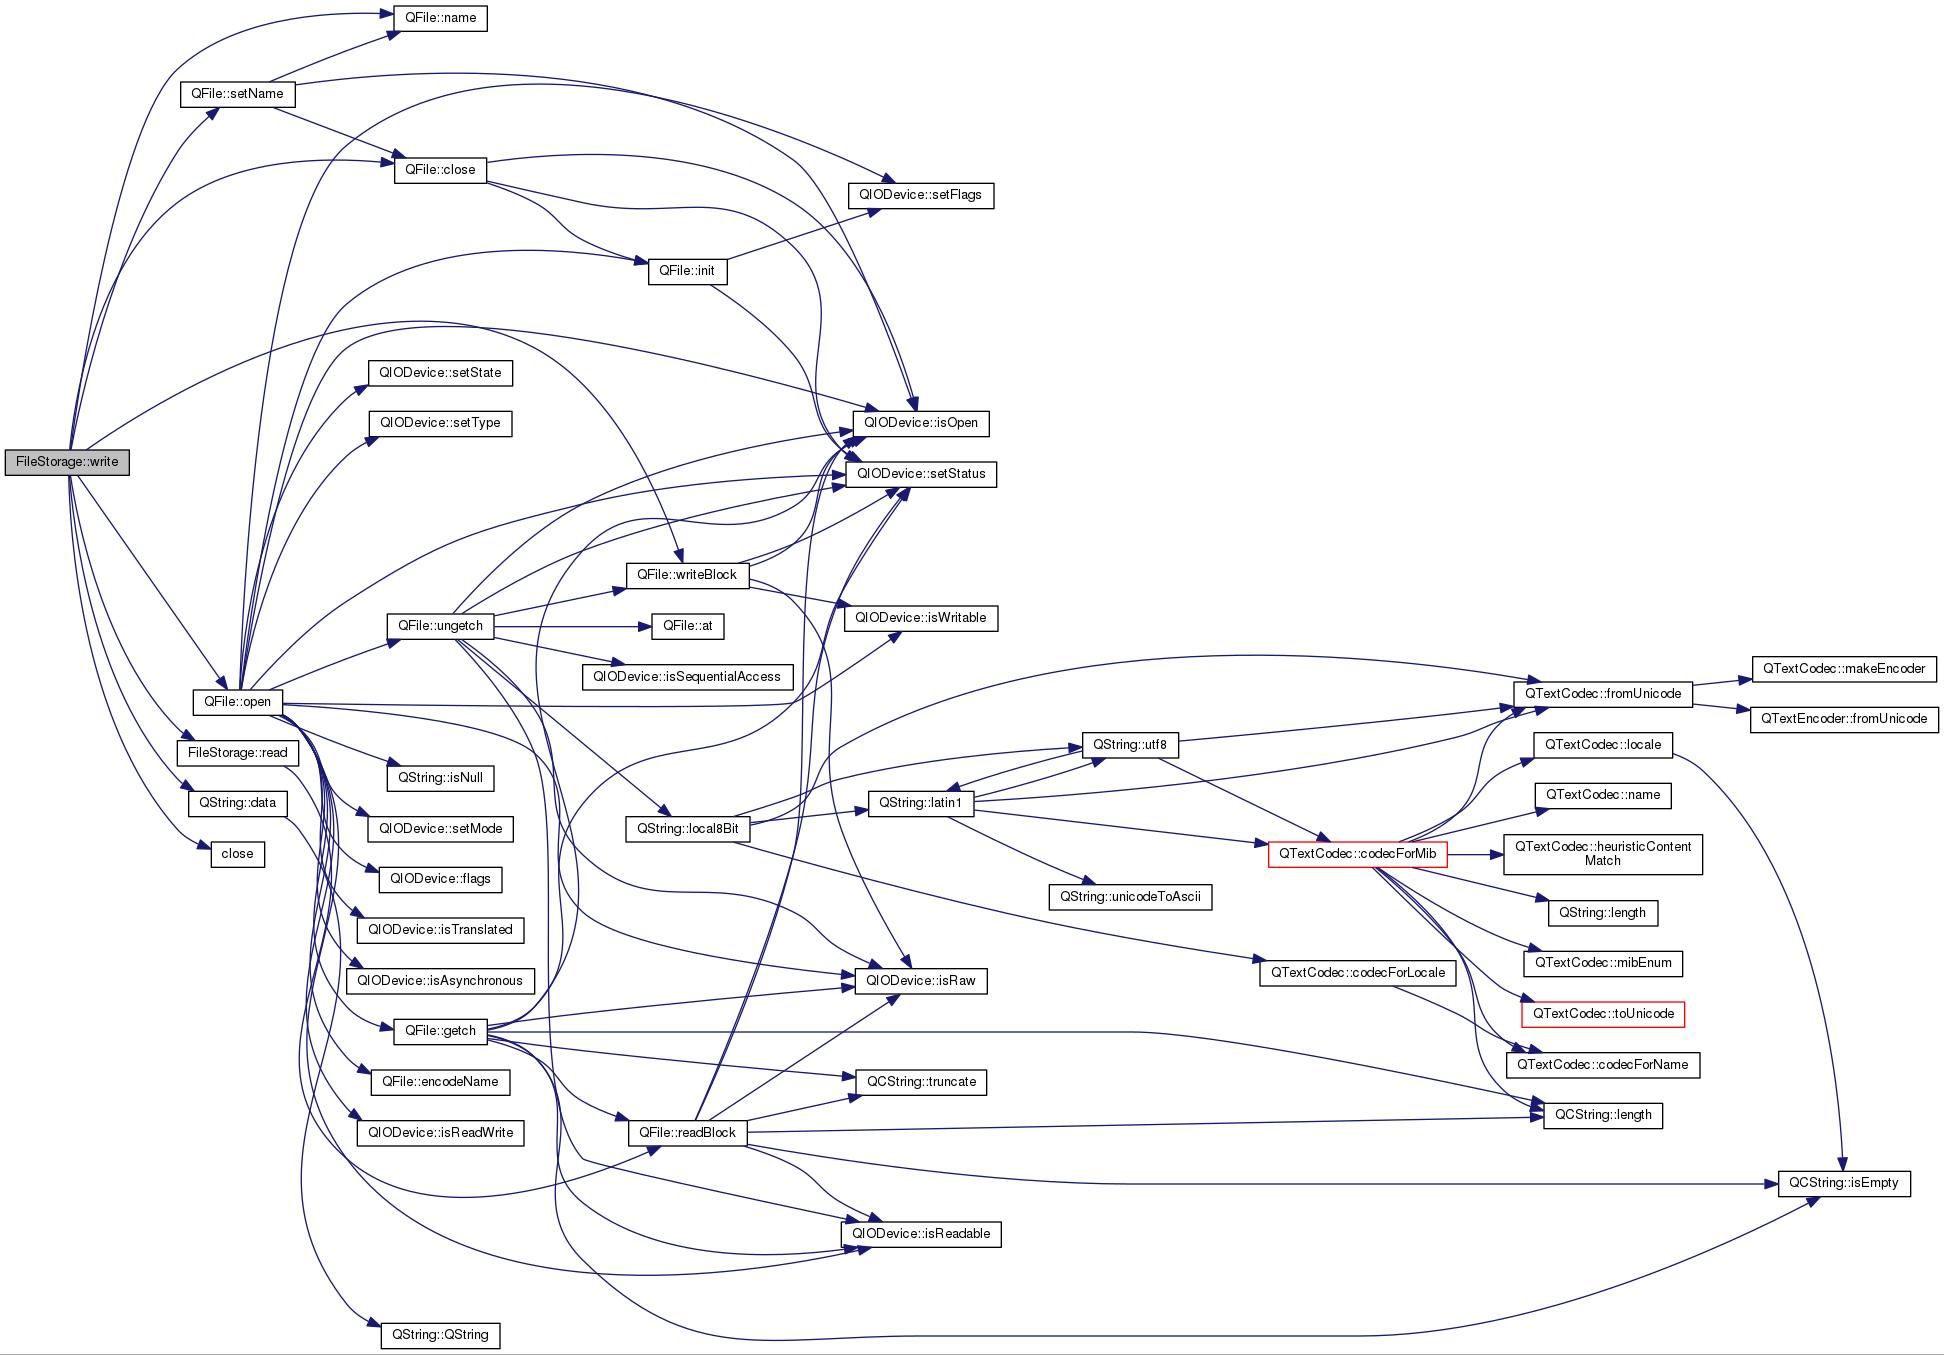 QFile::name
QFile::setName
QFile::close
QIODevice::setFlags
QFile::init
QIODevice::setState
QIODevice::setType
QIODevice::isOpen
FileStorage::write
QIODevice::setStatus
QFile::writeBlock
QIODevice::isWritable
QFile::ungetch
QFile::at
QIODevice::isSequentialAccess
QTextCodec::makeEncoder
QFile::open
QTextCodec::fromUnicode
QTextEncoder::fromUnicode
FileStorage::read
QString::utf8
QTextCodec::locale
QString::isNull
QString::data
QString::latin1
QTextCodec::name
QIODevice::setMode
QString::local8Bit
close
QTextCodec::codecForMib
QTextCodec::heuristicContent
Match
QIODevice::flags
QString::unicodeToAscii
QString::length
QIODevice::isTranslated
QTextCodec::mibEnum
QIODevice::isAsynchronous
QIODevice::isRaw
QTextCodec::codecForLocale
QTextCodec::toUnicode
QFile::getch
QTextCodec::codecForName
QFile::encodeName
QCString::truncate
QCString::length
QIODevice::isReadWrite
QFile::readBlock
QCString::isEmpty
QIODevice::isReadable
QString::QString